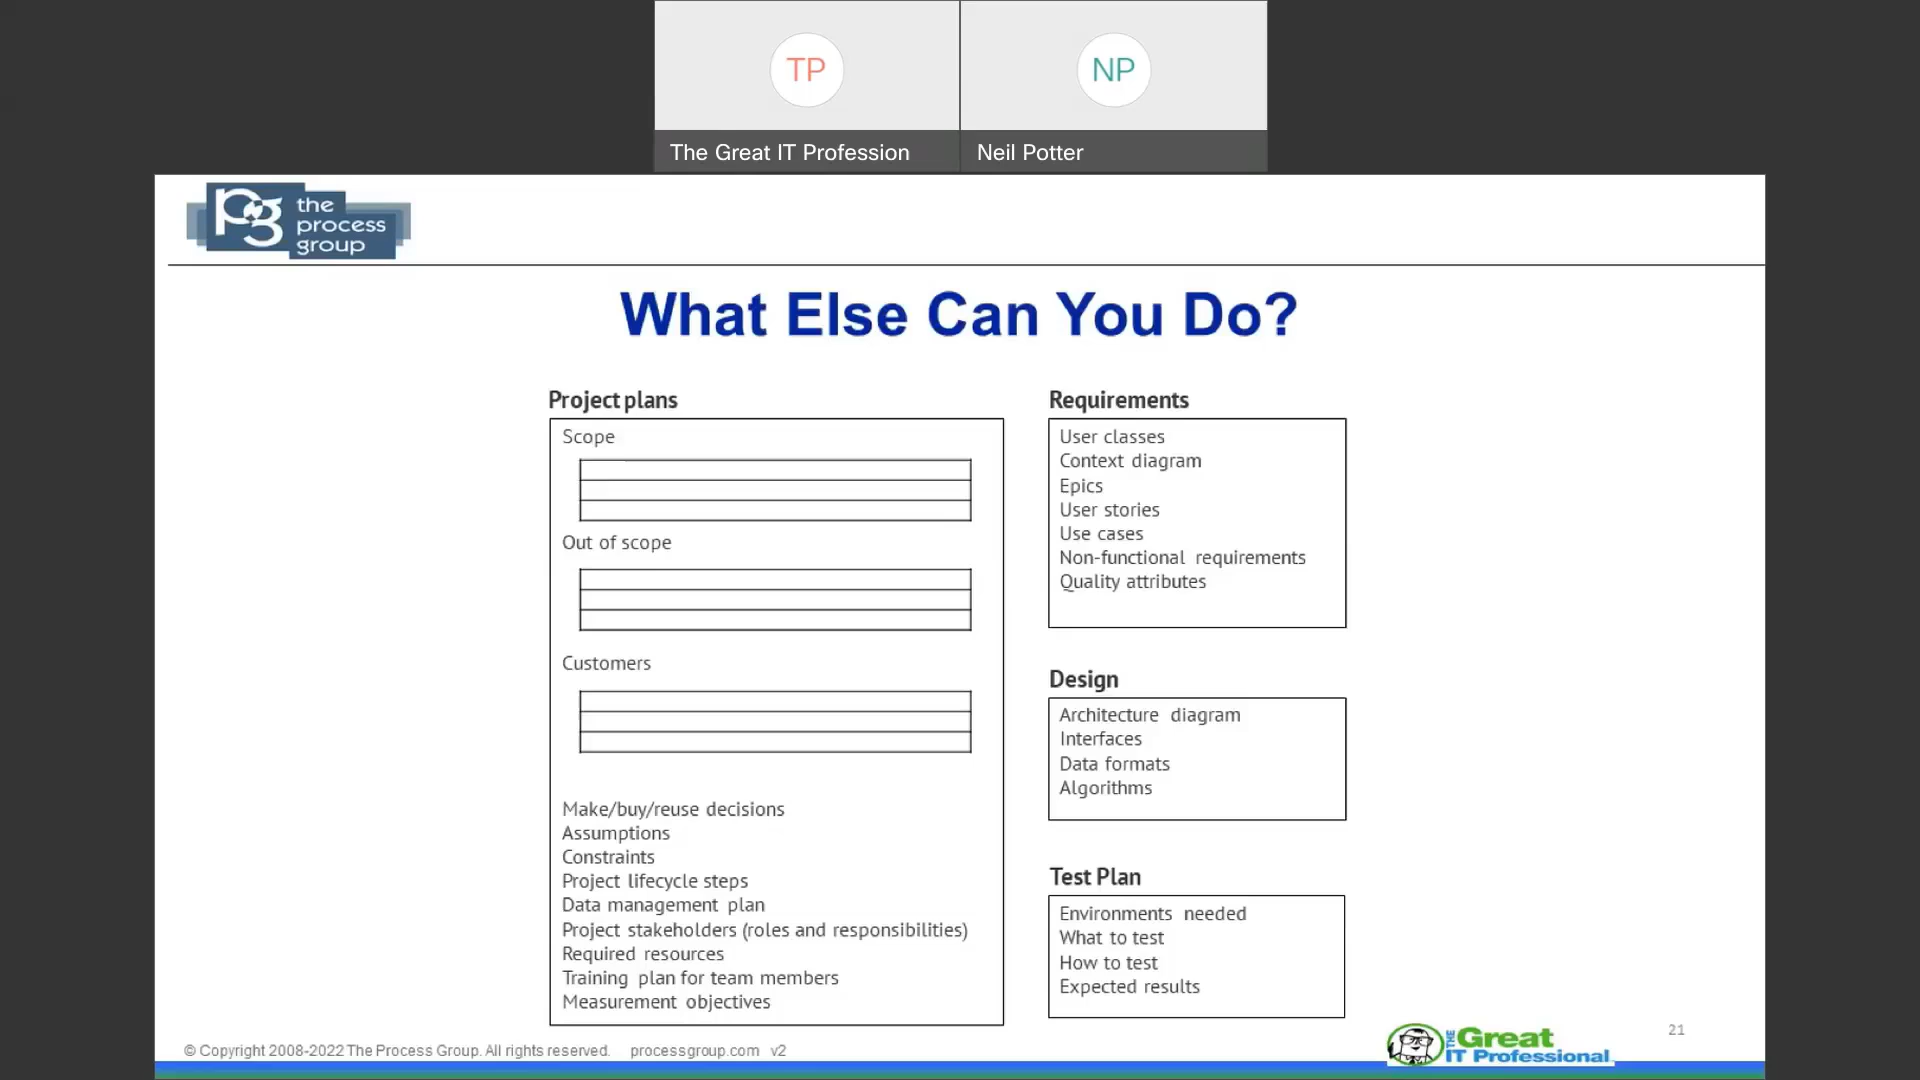 TP
NP
The Great IT Profession
Neil Potter
pg
the
process
group
What Else Can You Do?
Project plans
Scope
Out of scope
Customers
Make/buy/reuse decisions
Assumptions
Constraints
Project lifecycle steps
Data management plan
Project stakeholders (roles and responsibilities)
Required resources
Training plan for team members
Measurement objectives
Requirements
User classes
Context diagram
Epics
User stories
Use cases
Non-functional requirements
Quality attributes
Design
Architecture diagram
Interfaces
Data formats
Algorithms
Test Plan
Environments needed
What to test
How to test
Expected results
© Copyright 2008-2022 The Process Group. All rights reserved. processgroup.com v2
THE Great
IT Professional
21